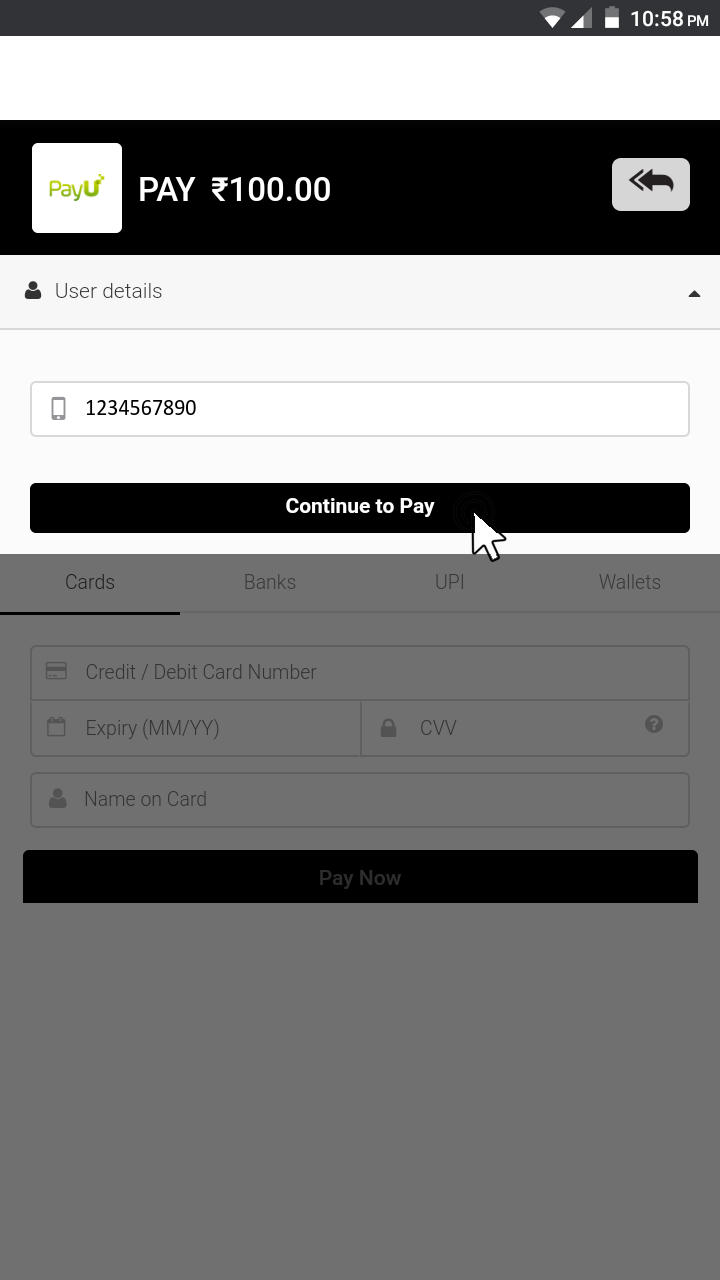 10:58 PM
PayU PAY ₹100.00
User details
1234567890
Continue to Pay
Cards Banks UPI Wallets
Credit / Debit Card Number
Expiry (MM/YY) CVV ?
Name on Card
Pay Now